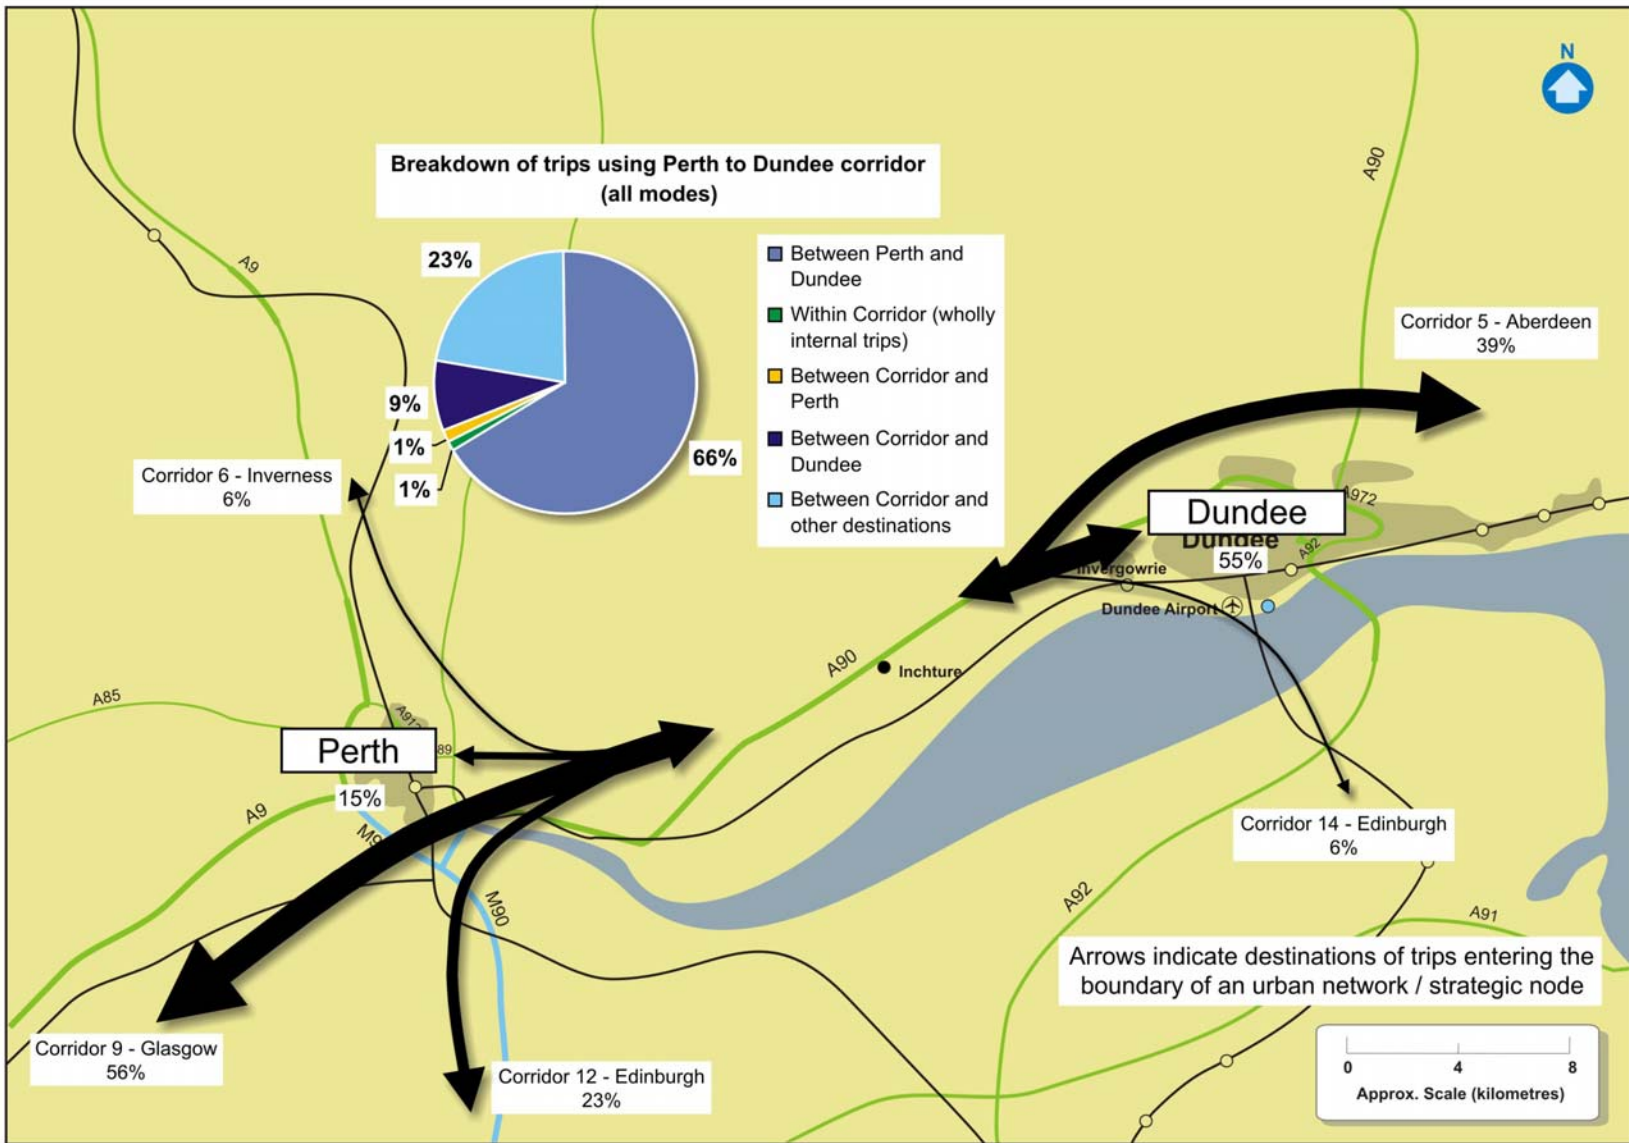 N
Breakdown of trips using Perth to Dundee corridor
(all modes)
23%
9%
1%
1%
66%
Between Perth and
Dundee
Within Corridor (wholly
internal trips)
Between Corridor and
Perth
Between Corridor and
Dundee
Between Corridor and
other destinations
A9
A90
Corridor 5 - Aberdeen
39%
Corridor 6 - Inverness
6%
Dundee
Dundee
55%
A972
A92
Invergowrie
Dundee Airport
A90
Inchture
A85
Perth
15%
89
A9
M90
Corridor 14 - Edinburgh
6%
A92
A91
Arrows indicate destinations of trips entering the
boundary of an urban network / strategic node
Corridor 9 - Glasgow
56%
Corridor 12 - Edinburgh
23%
0 4 8
Approx. Scale (kilometres)